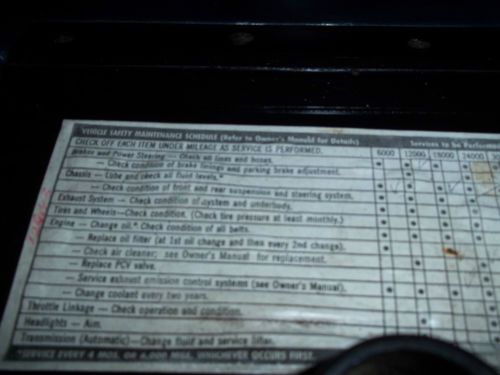 VEHICLE SAFETY MAINTENANCE SCHEDULE (Refer to Owner's Manual for Details)
Services to be Performe
CHECK OFF EACH ITEM UNDER MILEAGE AS SERVICE IS PERFORMED.
6000 12000 18000 24000
Brakes and Power Steering — Check all lines and hoses.
— Check condition of brake linings and parking brake adjustment.
Chassis — Lube and check all fluid levels.
— Check condition of front and rear suspension and steering system.
Exhaust System — Check condition of system and underbody.
Tires and Wheels—Check condition. (Check tire pressure at least monthly.)
Engine — Change oil.* Check condition of all belts.
— Replace oil filter (at 1st oil change and then every 2nd change).
— Check air cleaner; see Owner's Manual for replacement.
— Replace PCV valve.
— Service exhaust emission control systems (see Owner's Manual).
— Change coolant every two years.
Throttle Linkage — Check operation and condition.
Headlights — Aim.
Transmission (Automatic)— Change fluid and service filter.
*SERVICE EVERY 4 MOS. OR 6,000 MILES, WHICHEVER OCCURS FIRST.